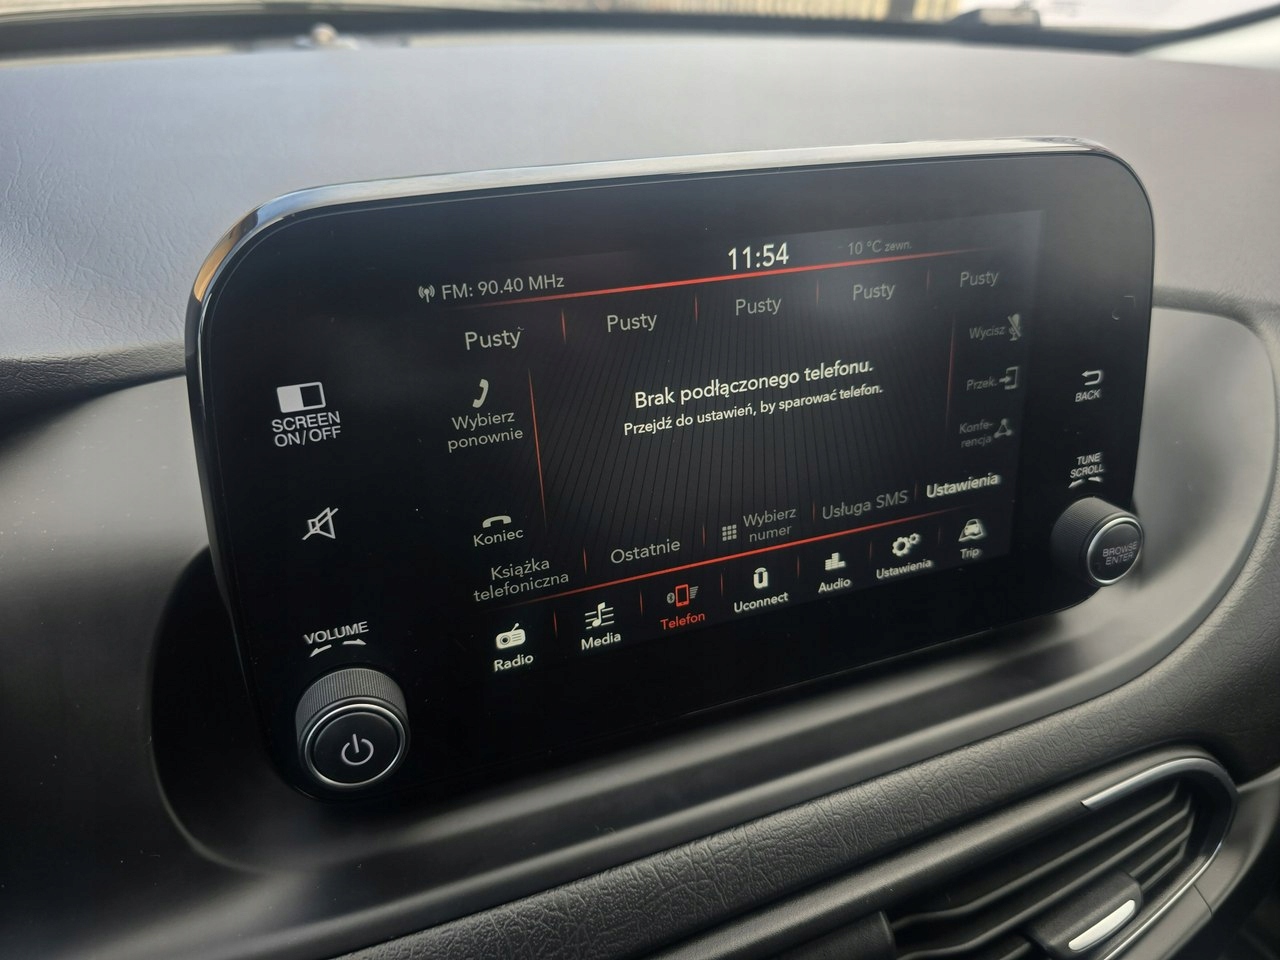 FM: 90.40 MHz
11:54
10 °C zewn.
Pusty
Pusty
Pusty
Pusty
Pusty
SCREEN
ON/OFF
Wybierz
ponownie
Brak podłączonego telefonu.
Przejdź do ustawień, by sparować telefon.
Wycisz
Przek.
Konfe-
rencja
BACK
TUNE
SCROLL
Koniec
Książka
telefoniczna
Ostatnie
Wybierz
numer
Usługa SMS
Ustawienia
VOLUME
Radio
Media
Telefon
Uconnect
Audio
Ustawienia
Trip
BROWSE
ENTER